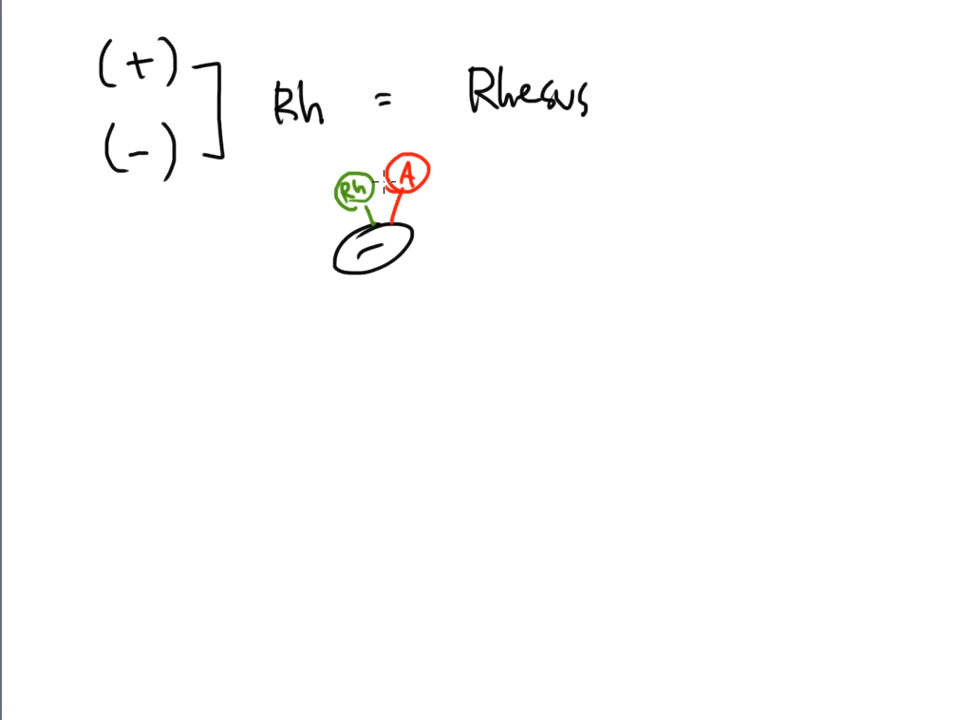 (+)
(-)
Rh = Rhesus
Rh A